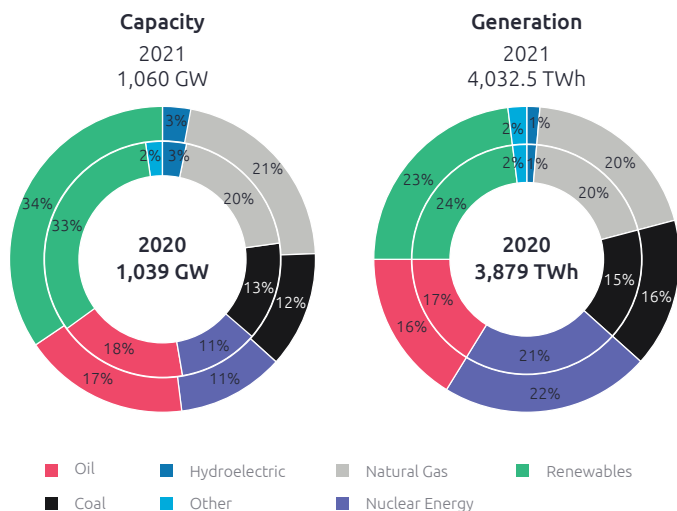 Capacity
2021
1,060 GW
3%
21%
12%
11%
17%
34%
2%
3%
20%
13%
11%
18%
33%
2020
1,039 GW
Generation
2021
4,032.5 TWh
2%
1%
20%
16%
22%
16%
23%
2%
1%
20%
15%
21%
17%
24%
2020
3,879 TWh
Oil
Hydroelectric
Natural Gas
Renewables
Coal
Other
Nuclear Energy